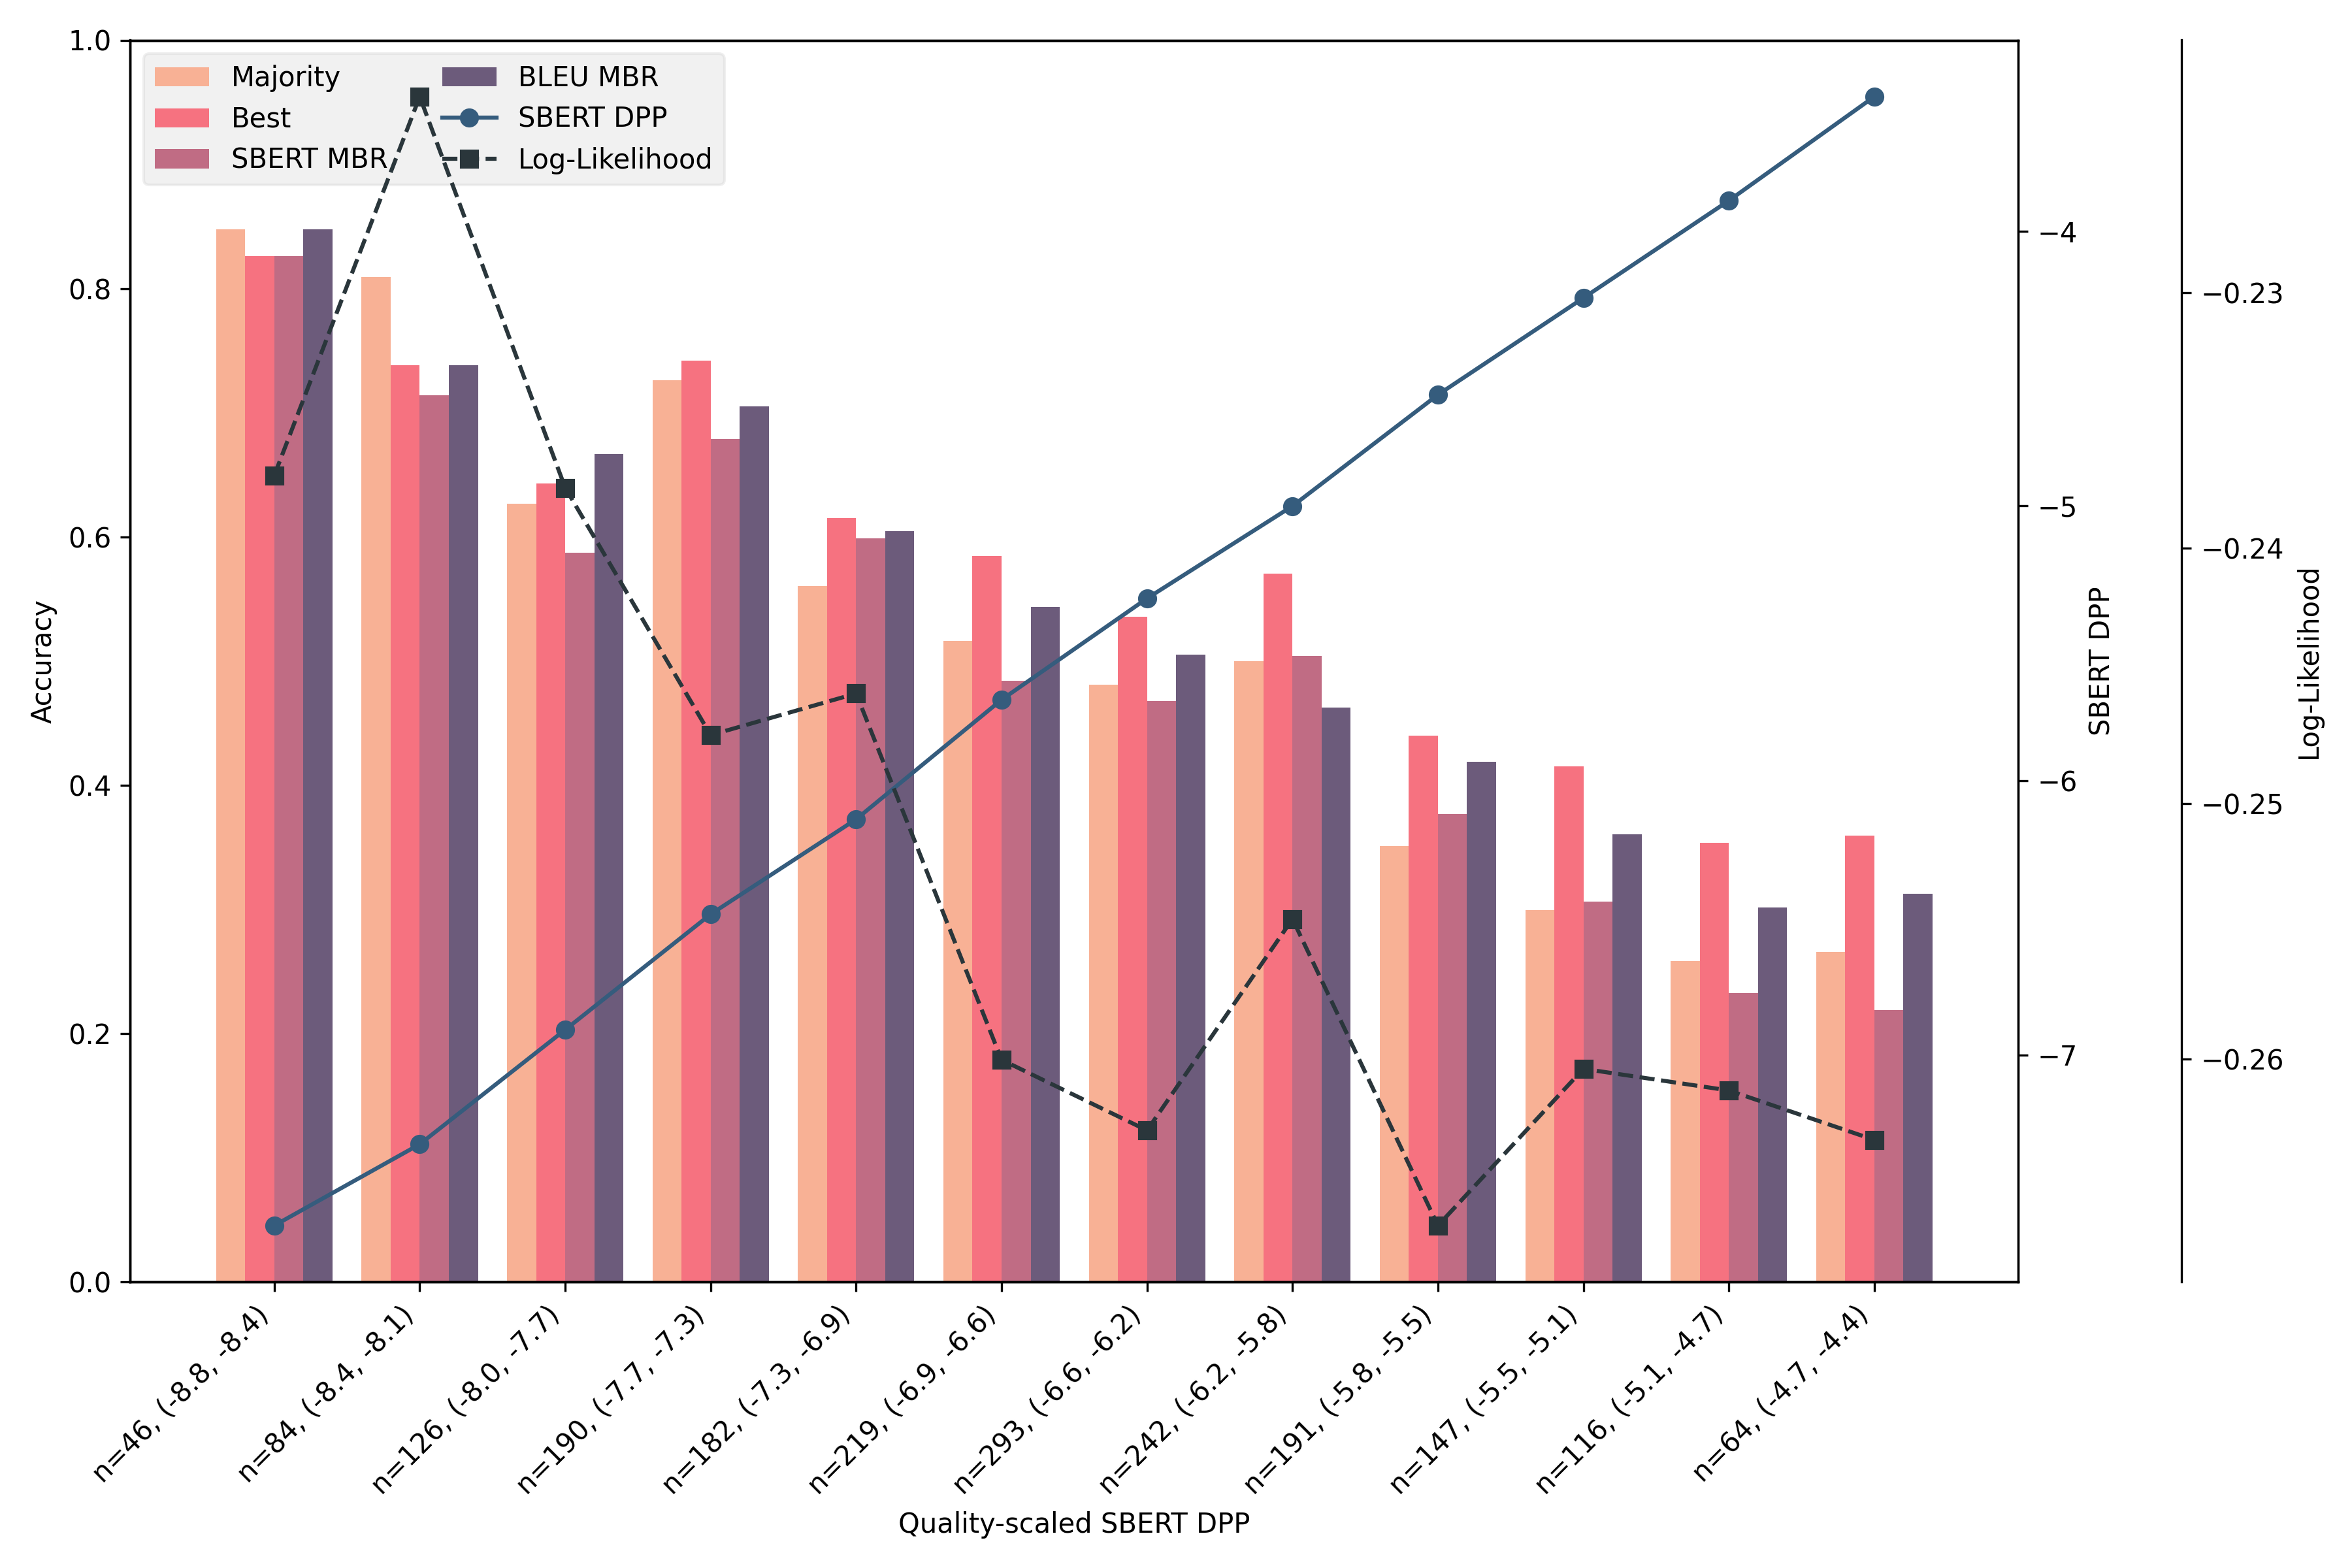 Majority
Best
SBERT MBR
BLEU MBR
SBERT DPP
Log-Likelihood
1.0
0.8
0.6
0.4
0.2
0.0
Accuracy
−4
−5
−6
−7
SBERT DPP
−0.23
−0.24
−0.25
−0.26
Log-Likelihood
n=46, (-8.8, -8.4)
n=84, (-8.4, -8.1)
n=126, (-8.0, -7.7)
n=190, (-7.7, -7.3)
n=182, (-7.3, -6.9)
n=219, (-6.9, -6.6)
n=293, (-6.6, -6.2)
n=242, (-6.2, -5.8)
n=191, (-5.8, -5.5)
n=147, (-5.5, -5.1)
n=116, (-5.1, -4.7)
n=64, (-4.7, -4.4)
Quality-scaled SBERT DPP